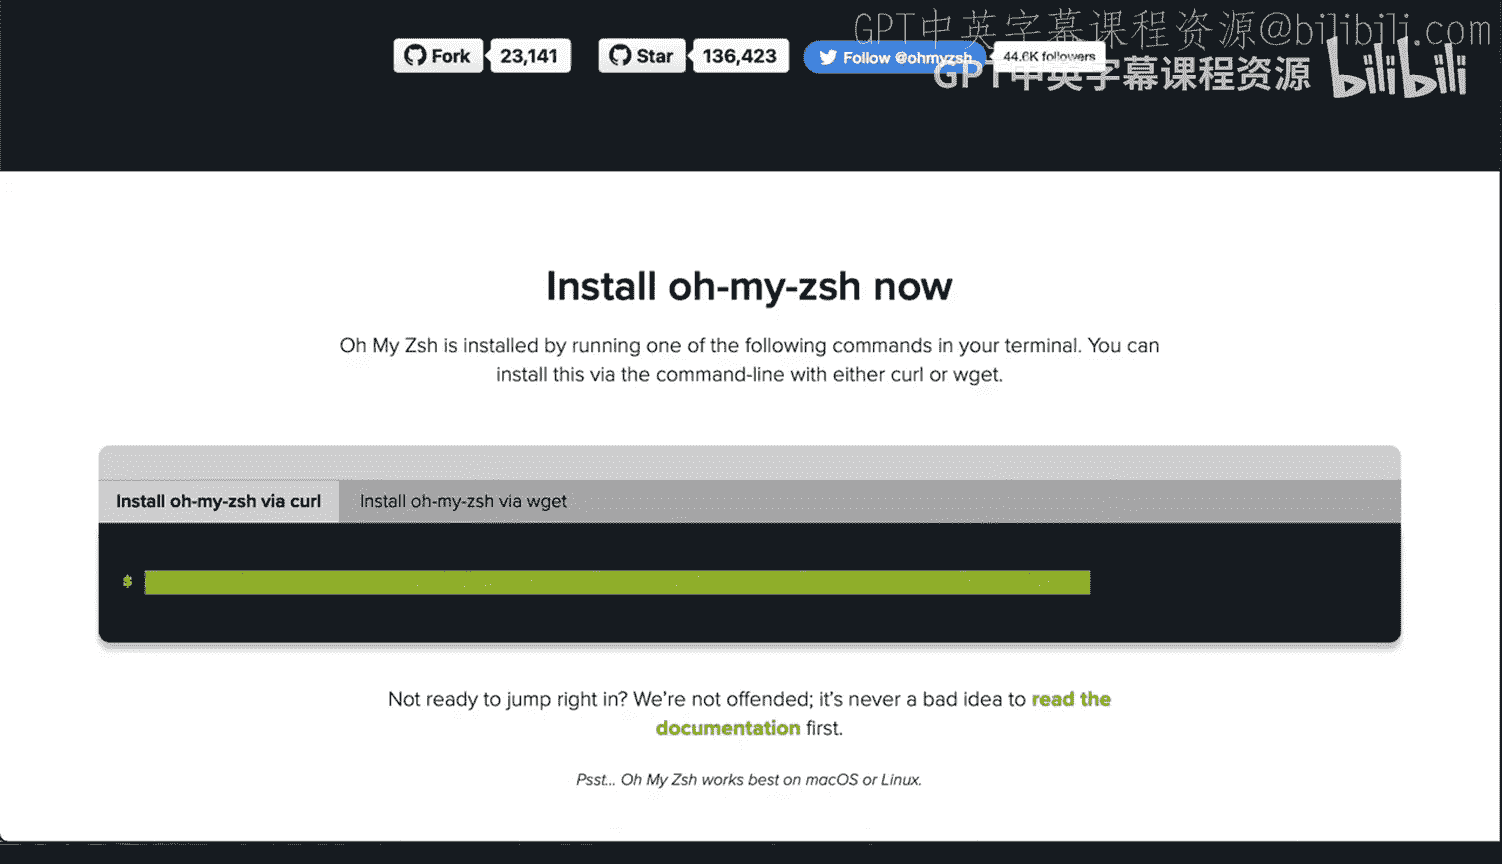 GPT中英字幕课程资源@bilibili.com
Fork 23,141 Star 136,423 Follow @ohmyzsh 44.6K followers
GPT中英字幕课程资源 bilibili
Install oh-my-zsh now
Oh My Zsh is installed by running one of the following commands in your terminal. You can
install this via the command-line with either curl or wget.
Install oh-my-zsh via curl Install oh-my-zsh via wget
$
Not ready to jump right in? We're not offended; it's never a bad idea to read the
documentation first.
Psst... Oh My Zsh works best on macOS or Linux.